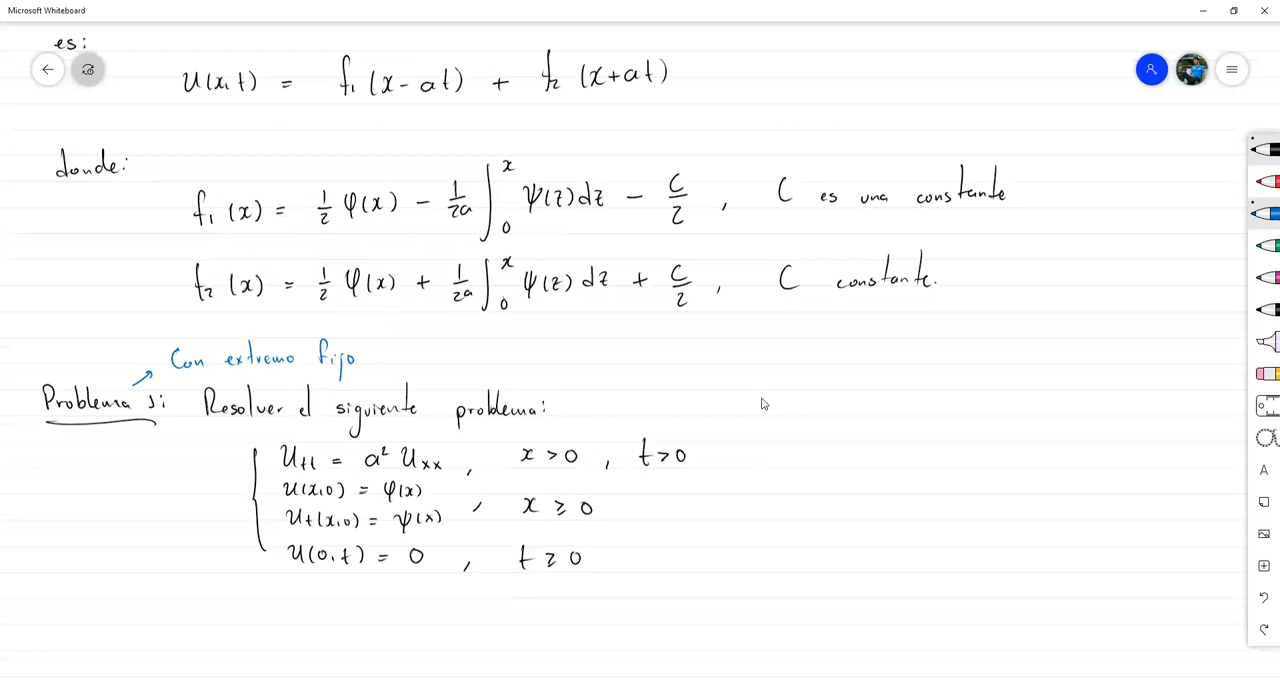 Microsoft Whiteboard
es:
u(x,t) = f₁(x-at) + f₂(x+at)
donde:
f₁(x) = 1/2 φ(x) - 1/2a ∫₀ˣ ψ(z)dz - C/2 , C es una constante
f₂(x) = 1/2 φ(x) + 1/2a ∫₀ˣ ψ(z)dz + C/2 , C constante.
Con extremo fijo
Problema 1: Resolver el siguiente problema:
u_tt = a² u_xx , x>0 , t>0
u(x,0) = φ(x)
u_t(x,0) = ψ(x) , x ≥ 0
u(0,t) = 0 , t ≥ 0
A